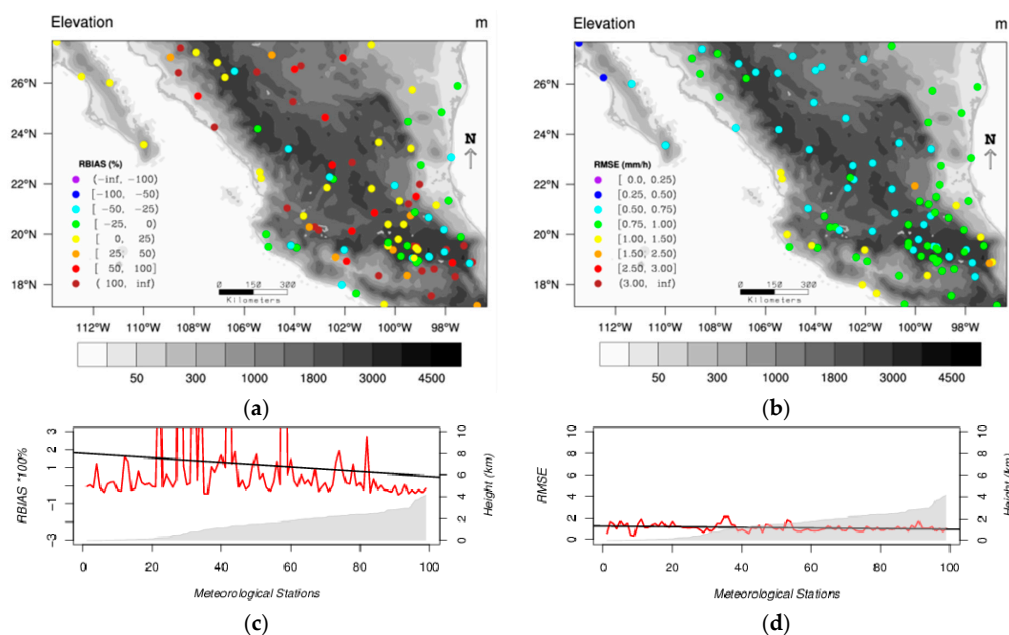 Elevation m
26°N
24°N
22°N
20°N
18°N
RBIAS (%)
(-inf, -100)
[-100, -50)
[-50, -25)
[-25, 0)
[ 0, 25)
[ 25, 50)
[ 50, 100]
( 100, inf)
N
0 150 300
Kilometers
112°W 110°W 108°W 106°W 104°W 102°W 100°W 98°W
50 300 1000 1800 3000 4500
(a)
Elevation m
26°N
24°N
22°N
20°N
18°N
RMSE (mm/h)
[ 0.0, 0.25)
[0.25, 0.50)
[0.50, 0.75)
[0.75, 1.00)
[1.00, 1.50)
[1.50, 2.50)
[2.50, 3.00]
(3.00, inf)
N
0 150 300
Kilometers
112°W 110°W 108°W 106°W 104°W 102°W 100°W 98°W
50 300 1000 1800 3000 4500
(b)
RBIAS *100%
3
2
1
-1
-3
Height (km)
10
8
6
4
2
0
0 20 40 60 80 100
Meteorological Stations
(c)
RMSE
10
8
6
4
2
0
Height (km)
10
8
6
4
2
0
0 20 40 60 80 100
Meteorological Stations
(d)